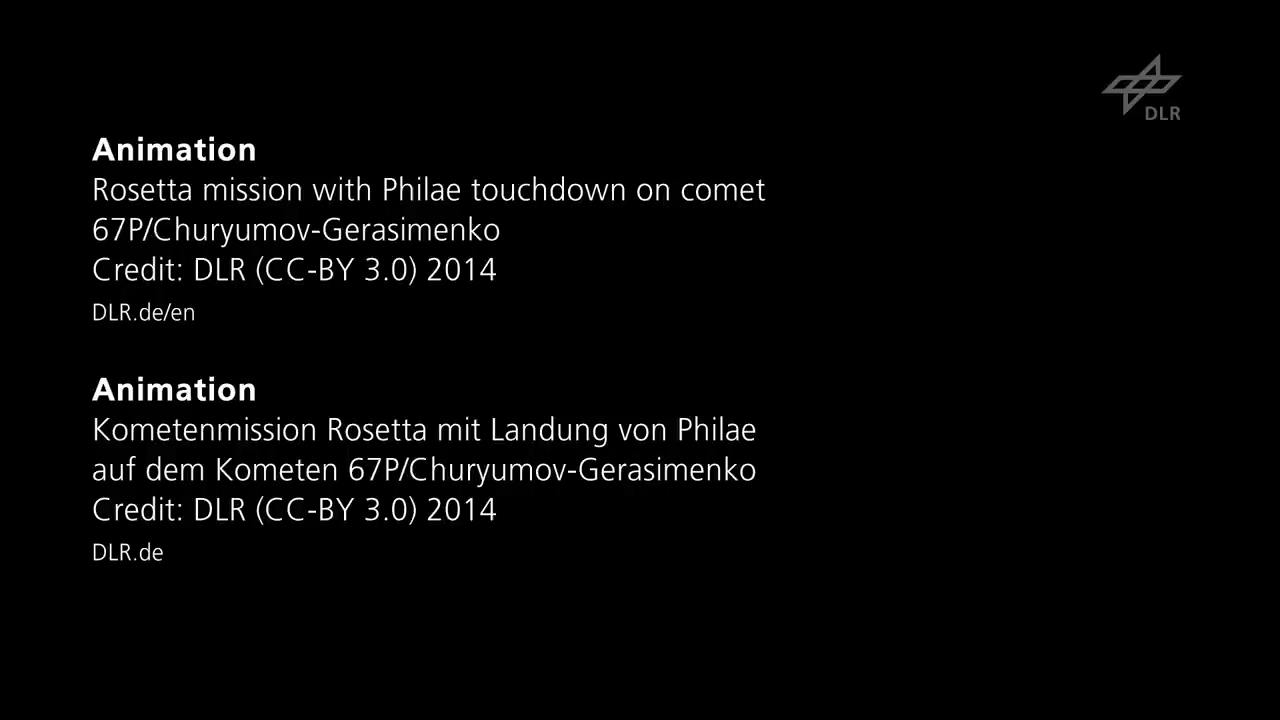 DLR
Animation
Rosetta mission with Philae touchdown on comet
67P/Churyumov-Gerasimenko
Credit: DLR (CC-BY 3.0) 2014
DLR.de/en
Animation
Kometenmission Rosetta mit Landung von Philae
auf dem Kometen 67P/Churyumov-Gerasimenko
Credit: DLR (CC-BY 3.0) 2014
DLR.de